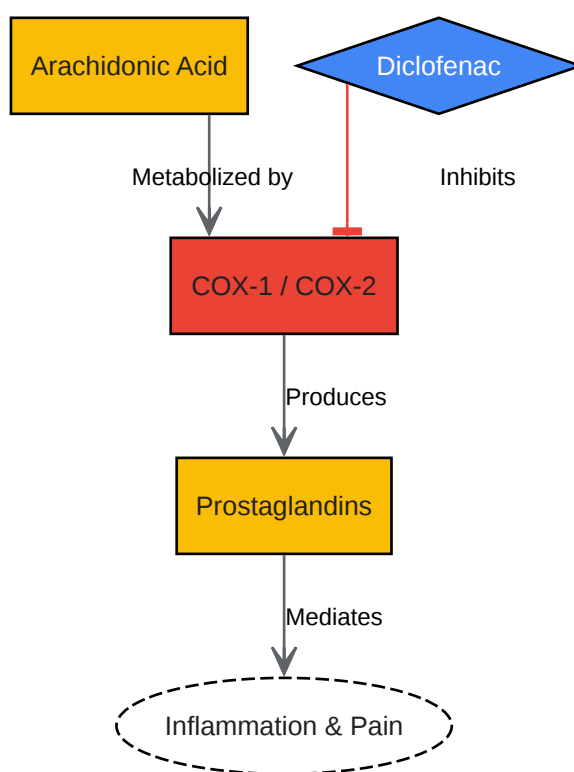 Arachidonic Acid
Diclofenac
Metabolized by
Inhibits
COX-1 / COX-2
Produces
Prostaglandins
Mediates
Inflammation & Pain